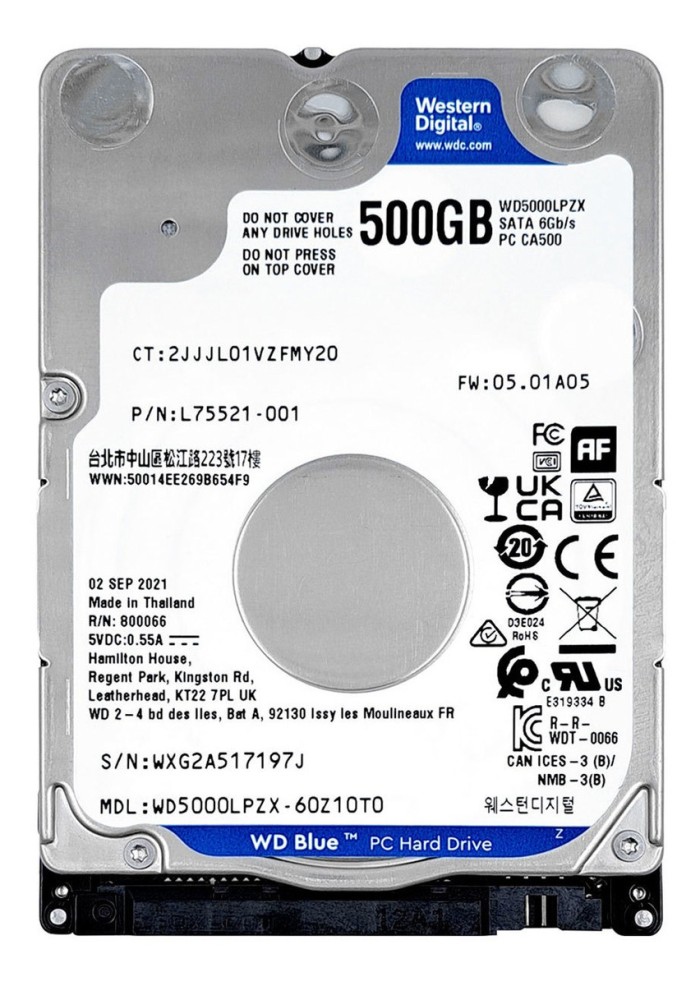 Western
Digital®
www.wdc.com
DO NOT COVER
ANY DRIVE HOLES
DO NOT PRESS
ON TOP COVER
500GB
WD5000LPZX
SATA 6Gb/s
PC CA500
CT:2JJJL01VZFMY20
FW:05.01A05
P/N:L75521-001
台北市中山區松江路223號17樓
WWN:50014EE269B654F9
FC
VCI
AF
UK
CA
20
CE
D3E024
RoHS
02 SEP 2021
Made in Thailand
R/N: 800066
5VDC:0.55A
Hamilton House,
Regent Park, Kingston Rd,
Leatherhead, KT22 7PL UK
WD 2-4 bd des Iles, Bat A, 92130 Issy les Moulineaux FR
c RU US
E319334 B
R-R-
WDT-0066
CAN ICES-3 (B)/
NMB-3(B)
S/N:WXG2A517197J
MDL:WD5000LPZX-60Z10T0
웨스턴디지털
WD Blue™ PC Hard Drive
Z